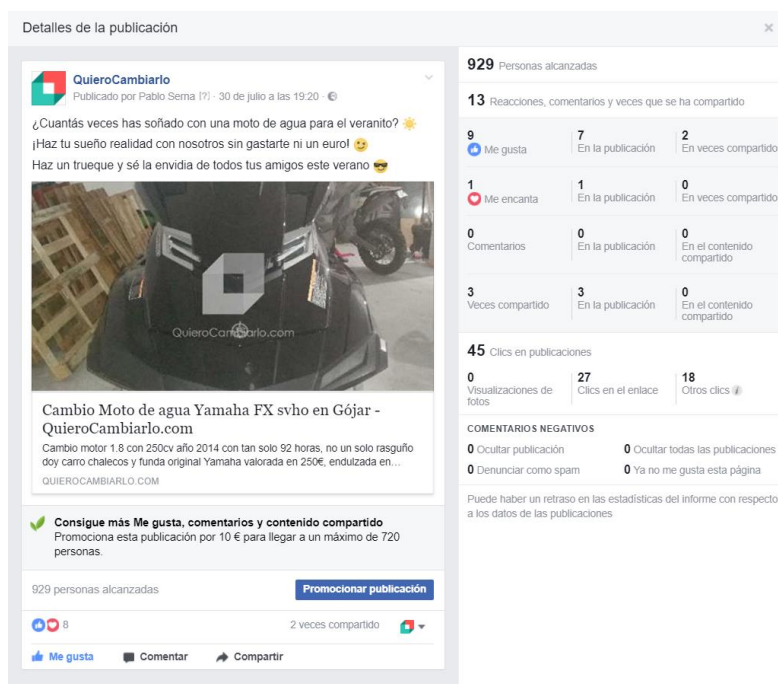 Detalles de la publicación
QuieroCambiarlo
Publicado por Pablo Serna [?] · 30 de julio a las 19:20 ·
¿Cuántás veces has soñado con una moto de agua para el veranito?
¡Haz tu sueño realidad con nosotros sin gastarte ni un euro!
Haz un trueque y sé la envidia de todos tus amigos este verano
QuieroCambiarlo.com
Cambio Moto de agua Yamaha FX svho en Gójar -
QuieroCambiarlo.com
Cambio motor 1.8 con 250cv año 2014 con tan solo 92 horas, no un solo rasguño
doy carro chalecos y funda original Yamaha valorada en 250€, endulzada en…
QUIEROCAMBIARLO.COM
Consigue más Me gusta, comentarios y contenido compartido
Promociona esta publicación por 10 € para llegar a un máximo de 720
personas.
929 personas alcanzadas
Promocionar publicación
8
2 veces compartido
Me gusta Comentar Compartir
929 Personas alcanzadas
13 Reacciones, comentarios y veces que se ha compartido
9 7 2
Me gusta En la publicación En veces compartido
1 1 0
Me encanta En la publicación En veces compartido
0 0 0
Comentarios En la publicación En el contenido
compartido
3 3 0
Veces compartido En la publicación En el contenido
compartido
45 Clics en publicaciones
0 27 18
Visualizaciones de Clics en el enlace Otros clics i
fotos
COMENTARIOS NEGATIVOS
0 Ocultar publicación 0 Ocultar todas las publicaciones
0 Denunciar como spam 0 Ya no me gusta esta página
Puede haber un retraso en las estadísticas del informe con respecto
a los datos de las publicaciones